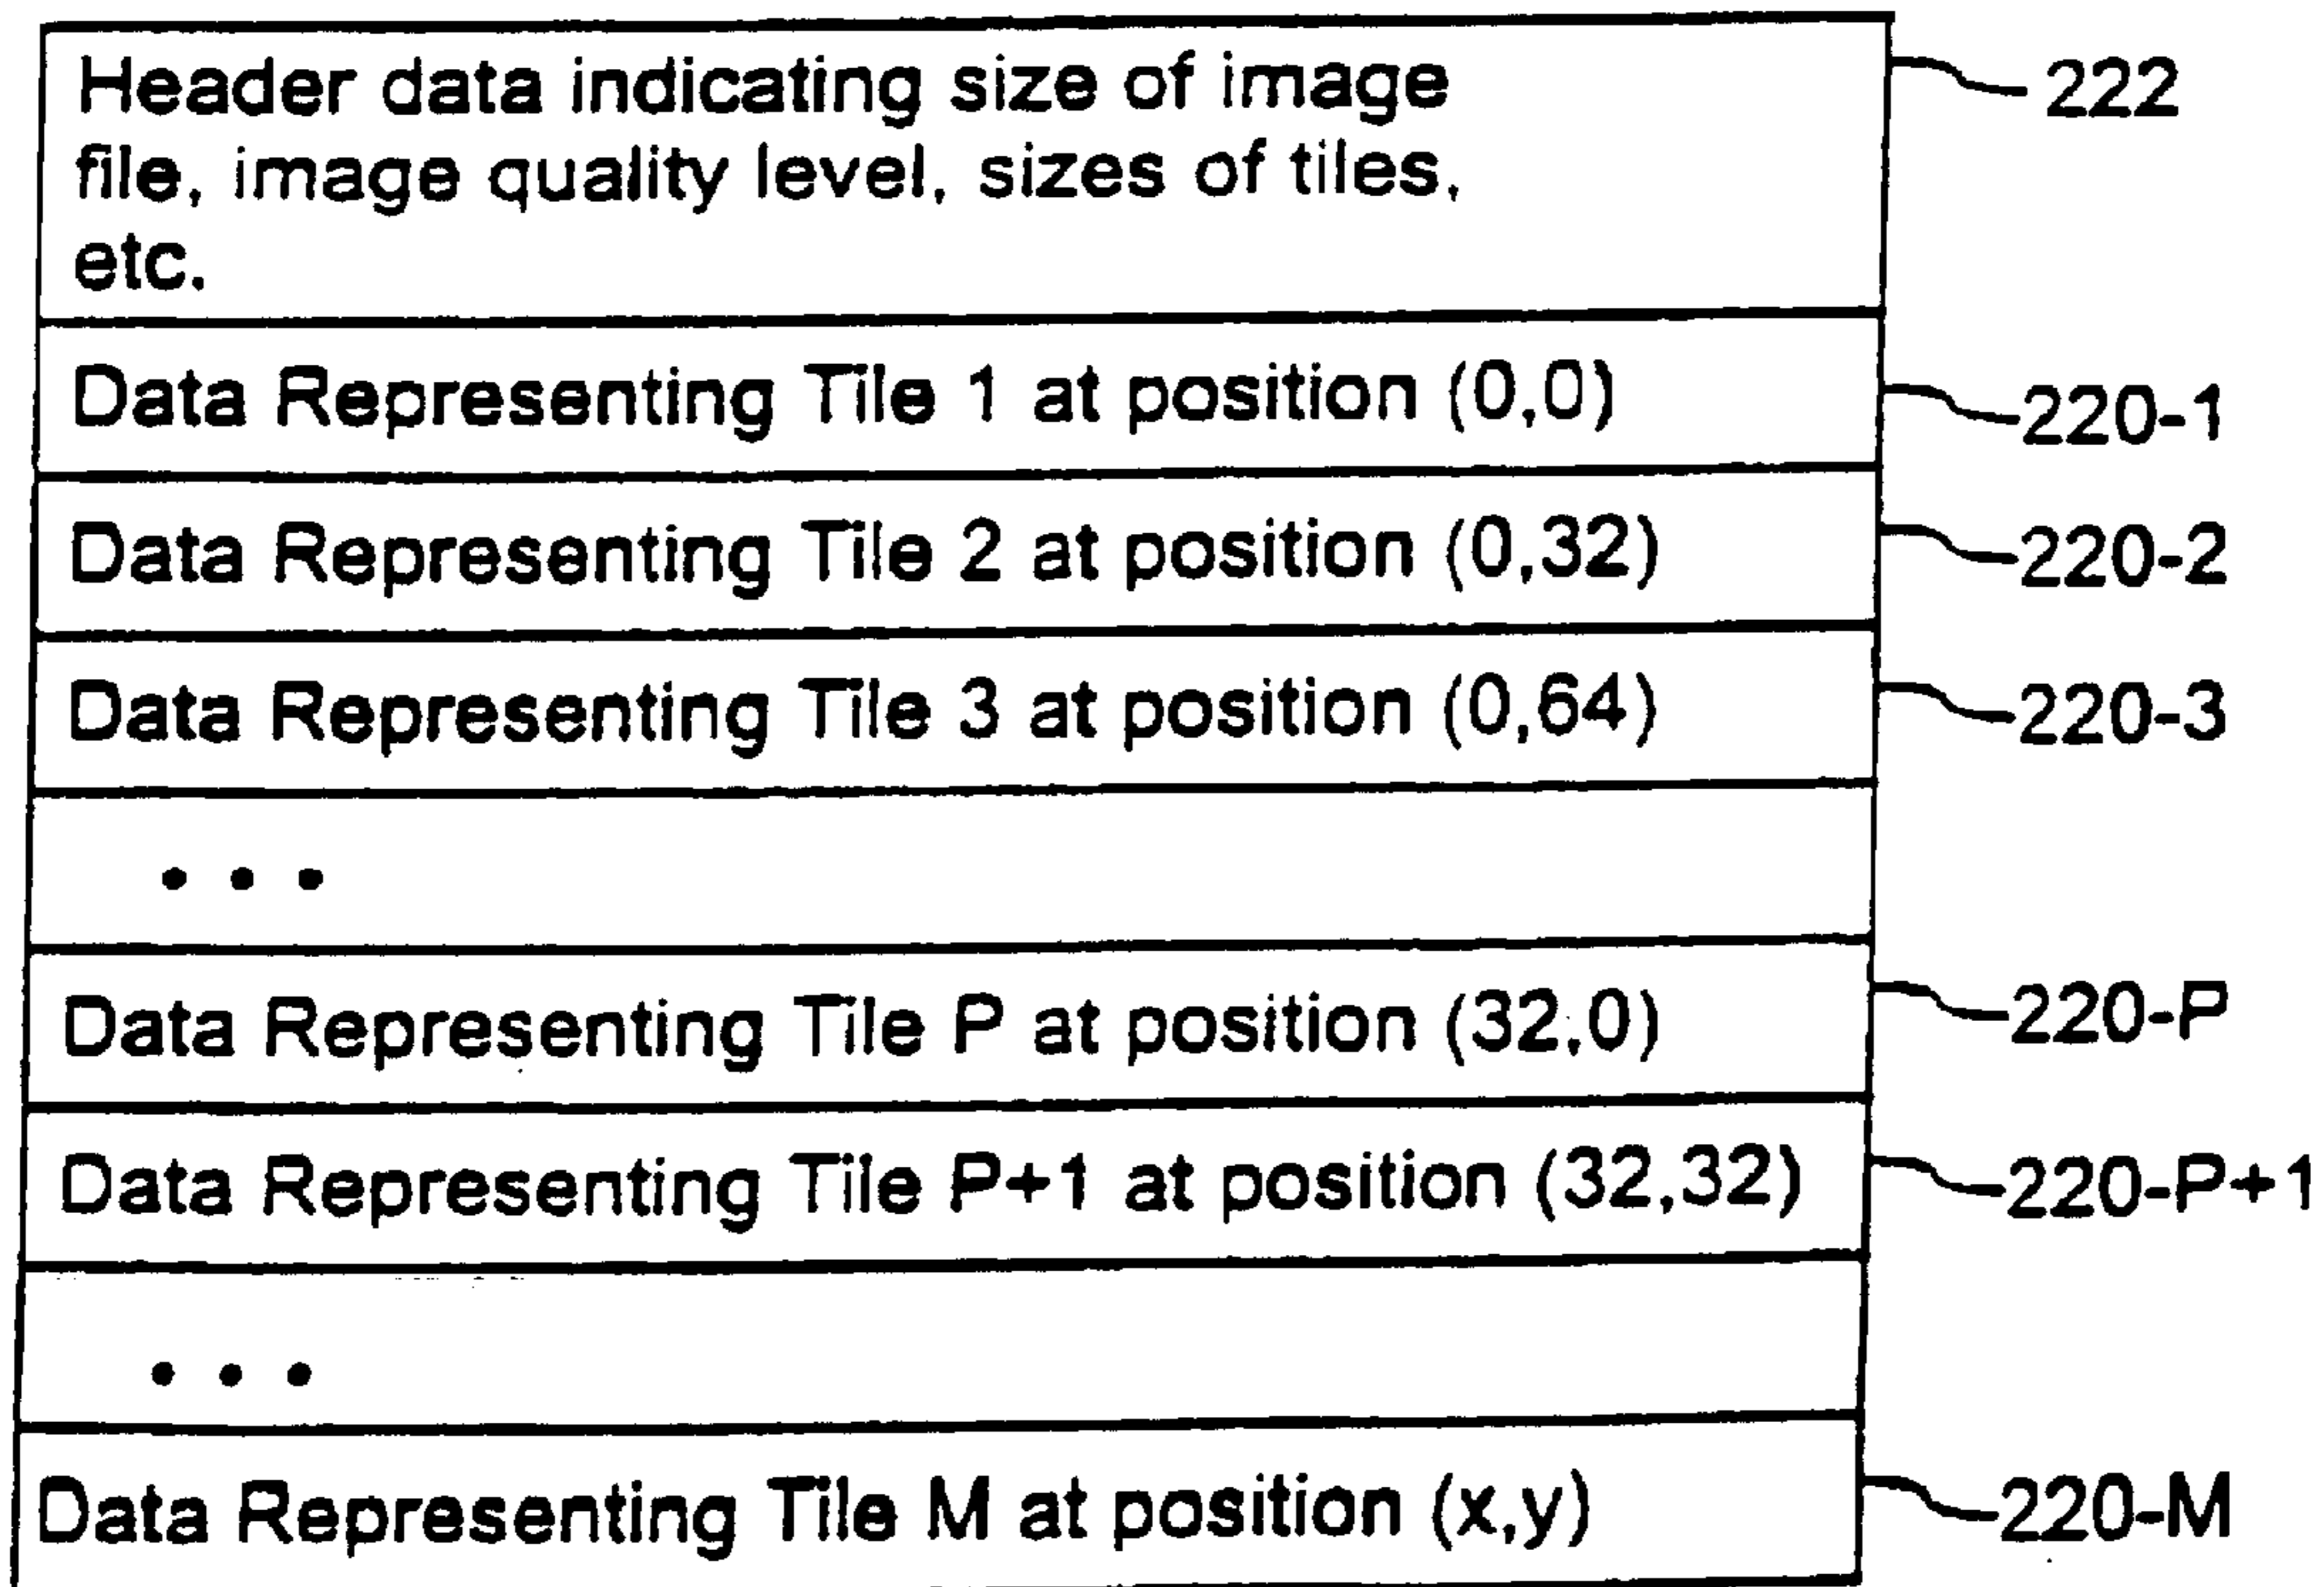 Header data indicating size of image 222
file, image quality level, sizes of tiles,
etc.
Data Representing Tile 1 at position (0,0) 220-1
Data Representing Tile 2 at position (0,32) 220-2
Data Representing Tile 3 at position (0,64) 220-3
• • •
Data Representing Tile P at position (32,0) 220-P
Data Representing Tile P+1 at position (32,32) 220-P+1
• • •
Data Representing Tile M at position (x,y) 220-M